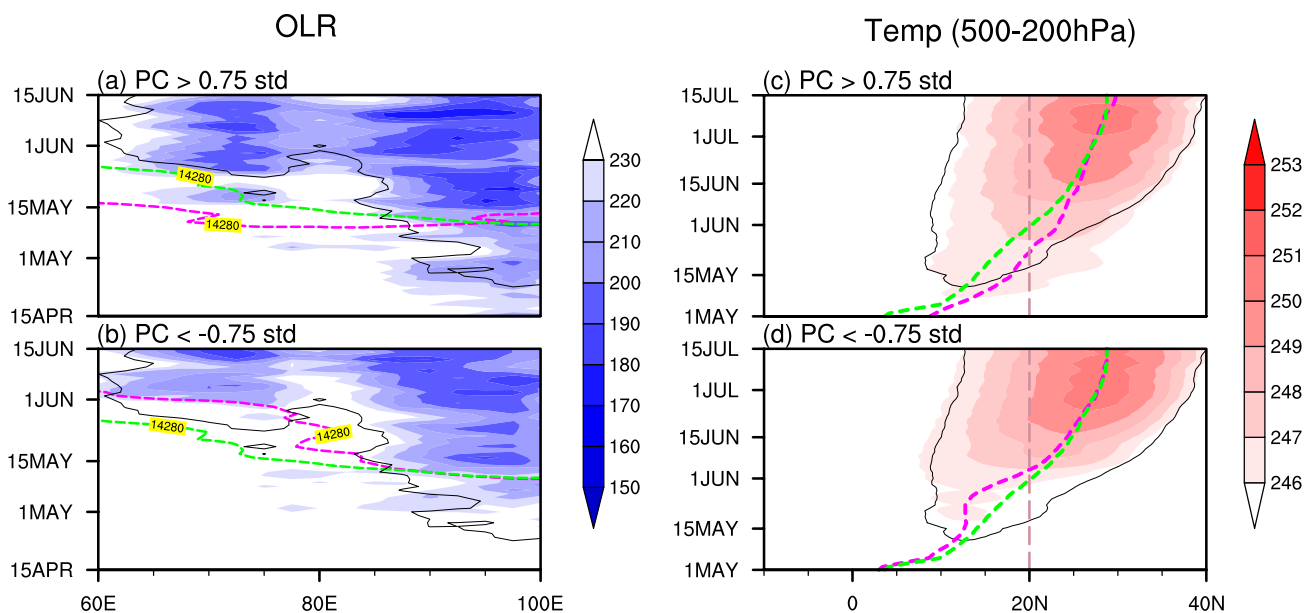 OLR
Temp (500-200hPa)
(a) PC > 0.75 std
15JUN
1JUN
15MAY
1MAY
15APR
14280
14280
(b) PC < -0.75 std
15JUN
1JUN
15MAY
1MAY
15APR
14280
14280
60E
80E
100E
230
220
210
200
190
180
170
160
150
(c) PC > 0.75 std
15JUL
1JUL
15JUN
1JUN
15MAY
1MAY
(d) PC < -0.75 std
15JUL
1JUL
15JUN
1JUN
15MAY
1MAY
0
20N
40N
253
252
251
250
249
248
247
246